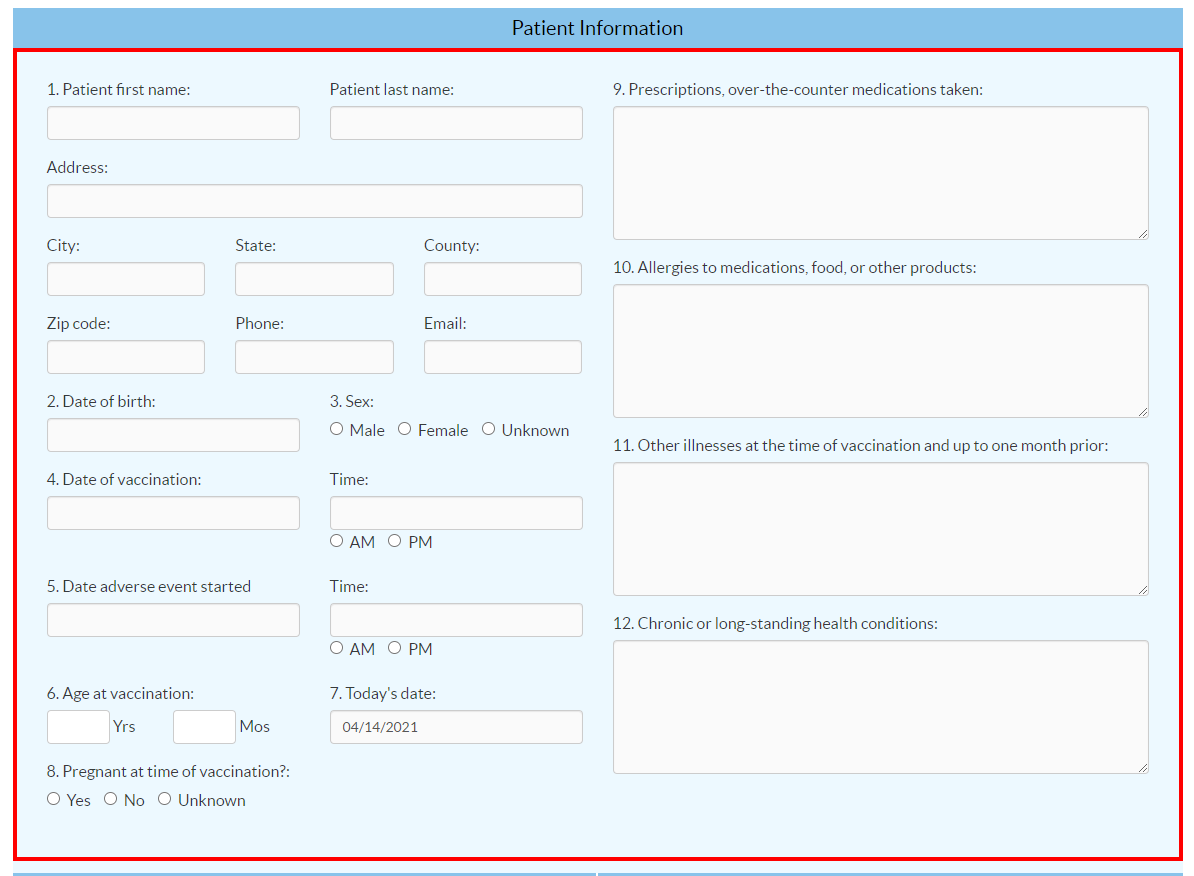 Patient Information
1. Patient first name:
Patient last name:
Address:
City:
State:
County:
Zip code:
Phone:
Email:
2. Date of birth:
3. Sex:
Male Female Unknown
4. Date of vaccination:
Time:
AM PM
5. Date adverse event started
Time:
AM PM
6. Age at vaccination:
Yrs Mos
7. Today's date:
04/14/2021
8. Pregnant at time of vaccination?:
Yes No Unknown
9. Prescriptions, over-the-counter medications taken:
10. Allergies to medications, food, or other products:
11. Other illnesses at the time of vaccination and up to one month prior:
12. Chronic or long-standing health conditions: